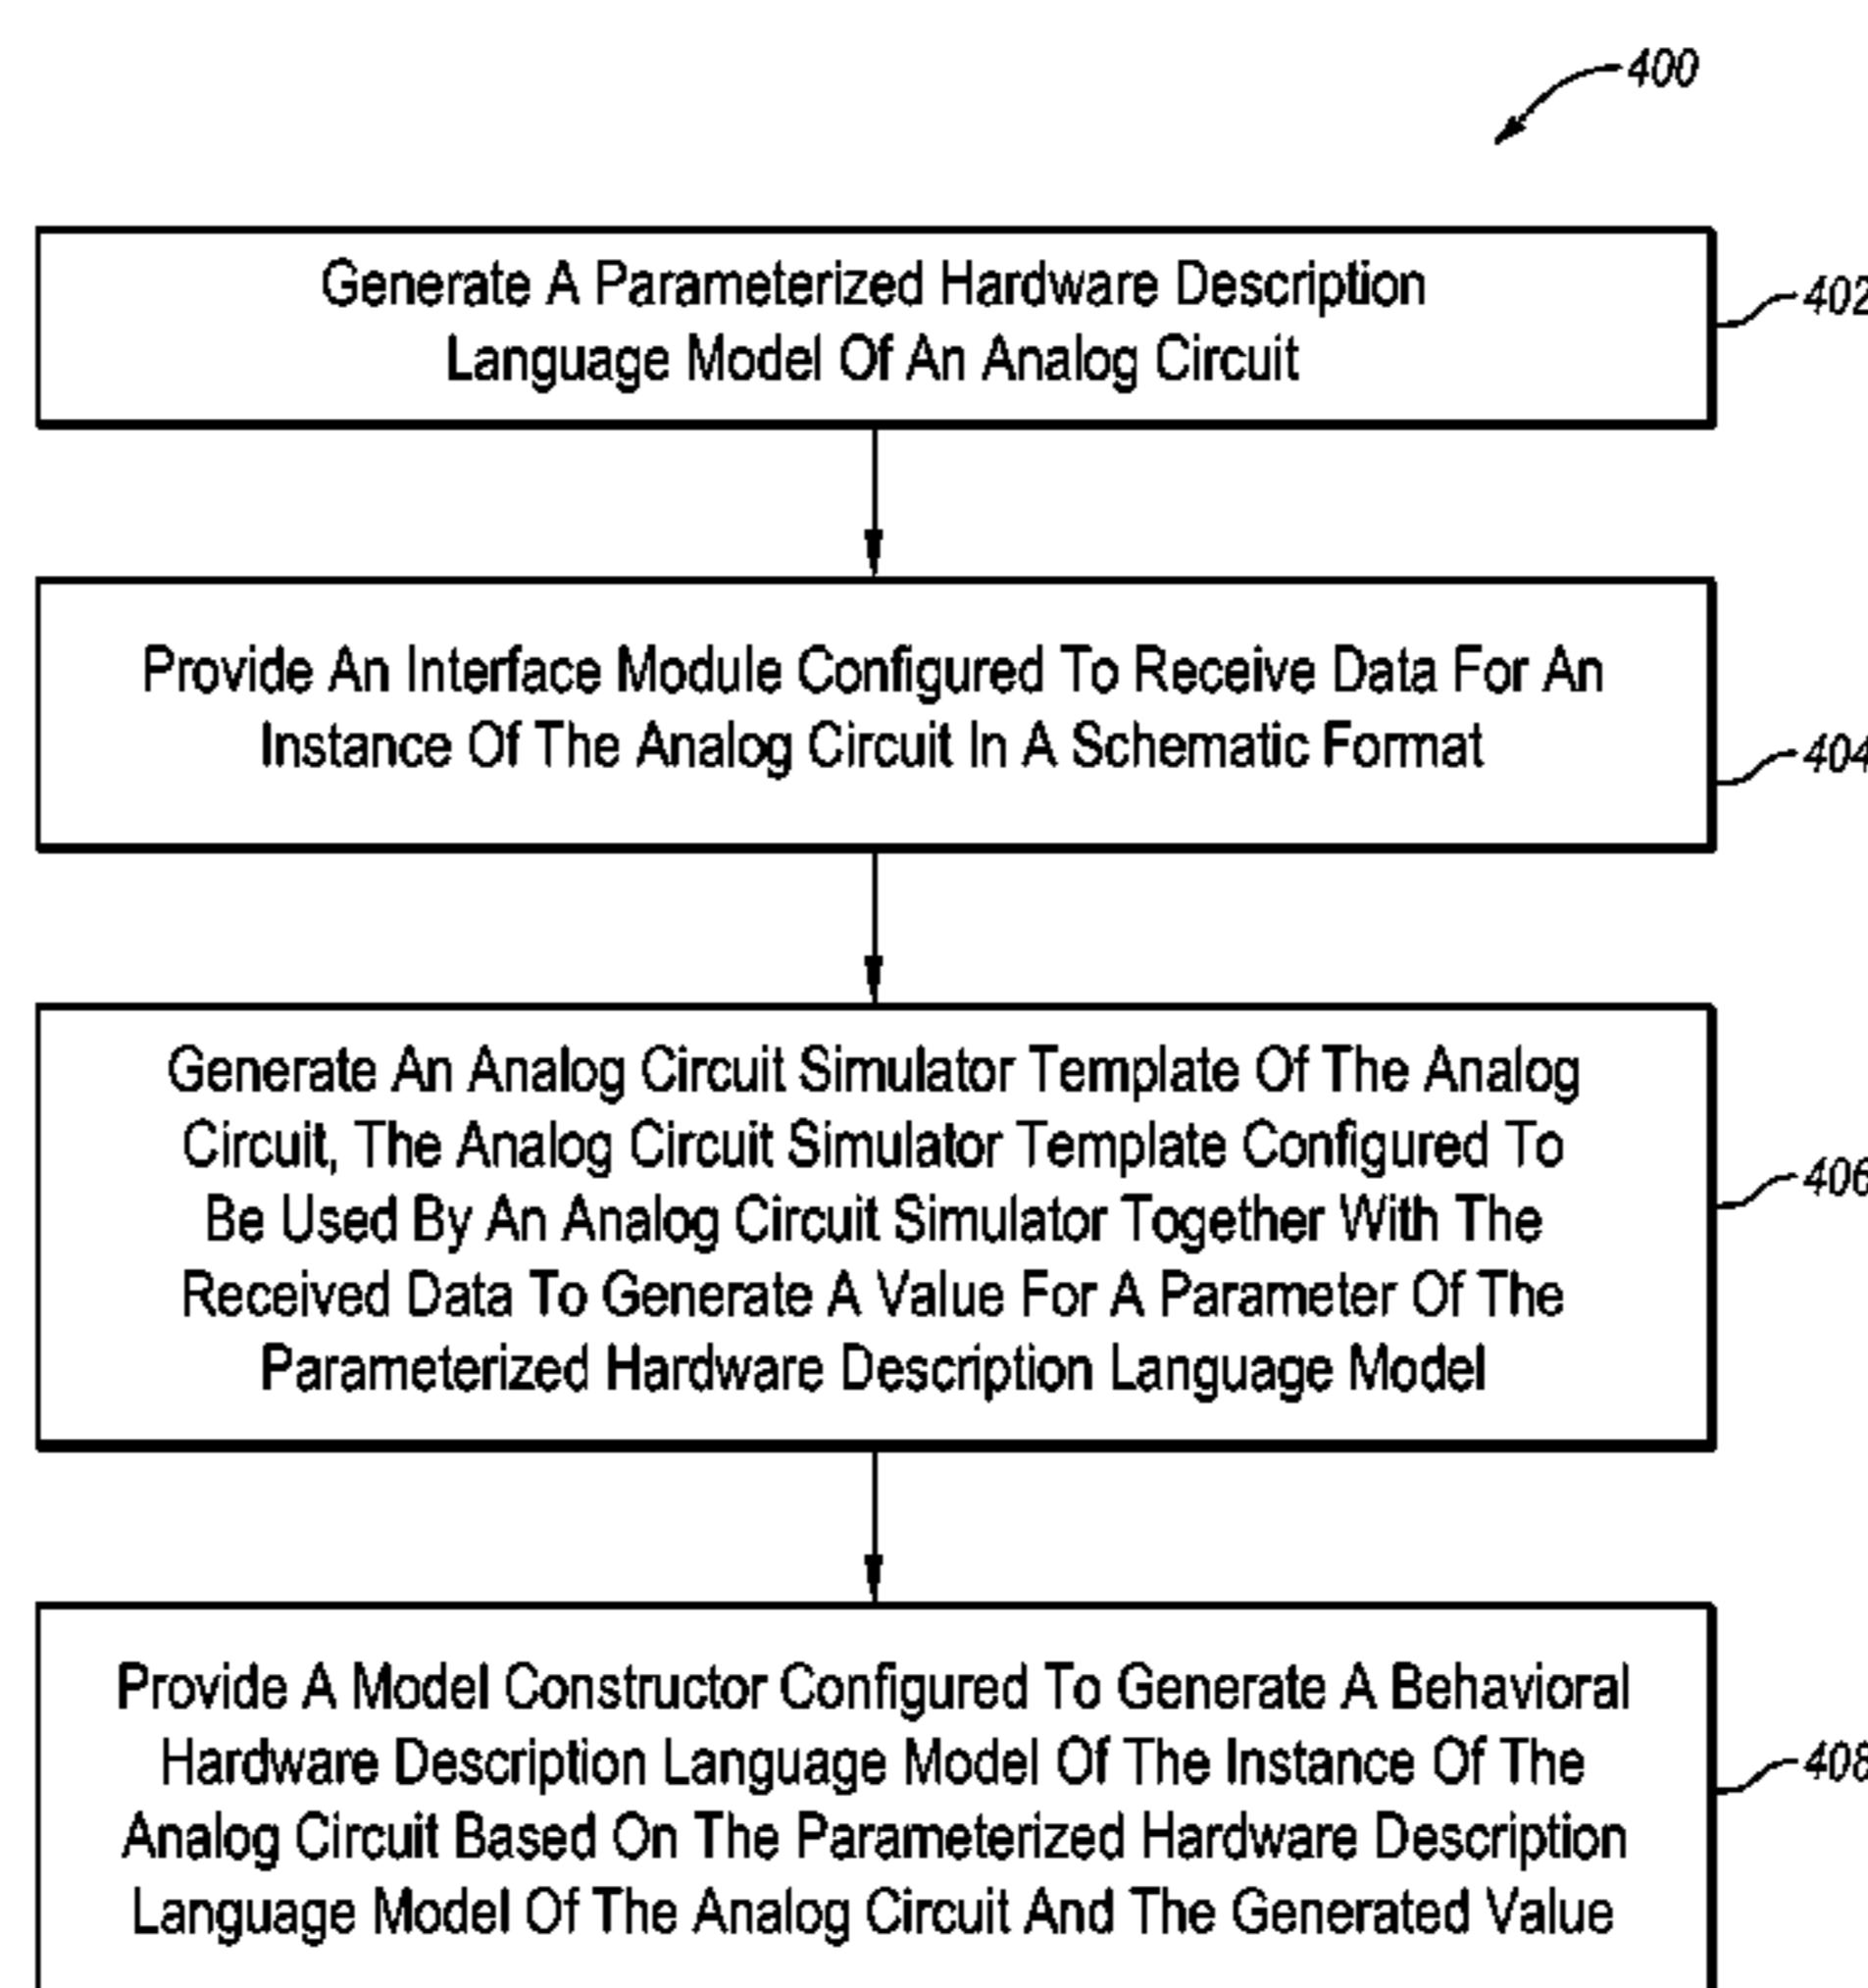 400
Generate A Parameterized Hardware Description
Language Model Of An Analog Circuit
402
Provide An Interface Module Configured To Receive Data For An
Instance Of The Analog Circuit In A Schematic Format
404
Generate An Analog Circuit Simulator Template Of The Analog
Circuit, The Analog Circuit Simulator Template Configured To
Be Used By An Analog Circuit Simulator Together With The
Received Data To Generate A Value For A Parameter Of The
Parameterized Hardware Description Language Model
406
Provide A Model Constructor Configured To Generate A Behavioral
Hardware Description Language Model Of The Instance Of The
Analog Circuit Based On The Parameterized Hardware Description
Language Model Of The Analog Circuit And The Generated Value
408